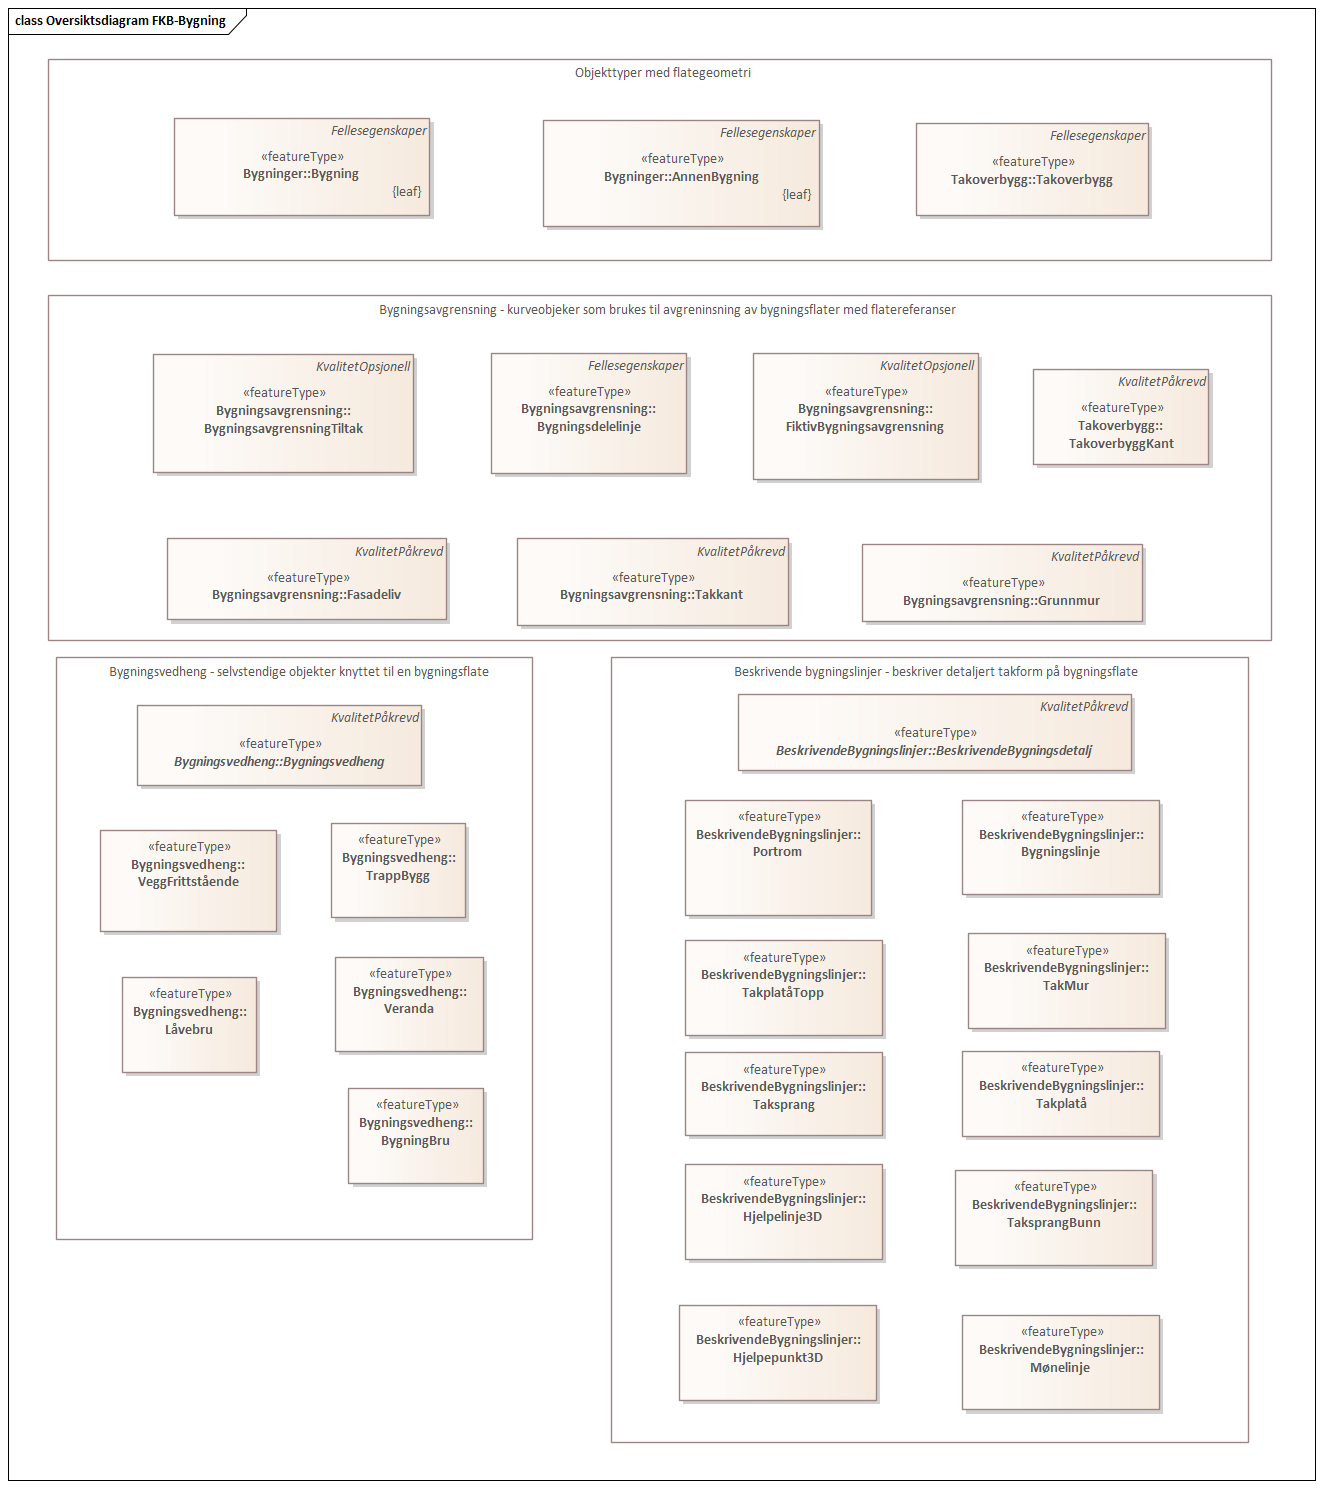 class Oversiktsdiagram FKB-Bygning
Objekttyper med flategeometri
Fellesegenskaper
«featureType»
Bygninger::Bygning
{leaf}
Fellesegenskaper
«featureType»
Bygninger::AnnenBygning
{leaf}
Fellesegenskaper
«featureType»
Takoverbygg::Takoverbygg
Bygningsavgrensning - kurveobjeker som brukes til avgreninsning av bygningsflater med flatereferanser
KvalitetOpsjonell
«featureType»
Bygningsavgrensning::
BygningsavgrensningTiltak
Fellesegenskaper
«featureType»
Bygningsavgrensning::
Bygningsdelelinje
KvalitetOpsjonell
«featureType»
Bygningsavgrensning::
FiktivBygningsavgrensning
KvalitetPåkrevd
«featureType»
Takoverbygg::
TakoverbyggKant
KvalitetPåkrevd
«featureType»
Bygningsavgrensning::Fasadeliv
KvalitetPåkrevd
«featureType»
Bygningsavgrensning::Takkant
KvalitetPåkrevd
«featureType»
Bygningsavgrensning::Grunnmur
Bygningsvedheng - selvstendige objekter knyttet til en bygningsflate
KvalitetPåkrevd
«featureType»
Bygningsvedheng::Bygningsvedheng
«featureType»
Bygningsvedheng::
VeggFrittstående
«featureType»
Bygningsvedheng::
TrappBygg
«featureType»
Bygningsvedheng::
Låvebru
«featureType»
Bygningsvedheng::
Veranda
«featureType»
Bygningsvedheng::
BygningBru
Beskrivende bygningslinjer - beskriver detaljert takform på bygningsflate
KvalitetPåkrevd
«featureType»
BeskrivendeBygningslinjer::BeskrivendeBygningsdetalj
«featureType»
BeskrivendeBygningslinjer::
Portrom
«featureType»
BeskrivendeBygningslinjer::
Bygningslinje
«featureType»
BeskrivendeBygningslinjer::
TakplatåTopp
«featureType»
BeskrivendeBygningslinjer::
TakMur
«featureType»
BeskrivendeBygningslinjer::
Taksprang
«featureType»
BeskrivendeBygningslinjer::
Takplatå
«featureType»
BeskrivendeBygningslinjer::
Hjelpelinje3D
«featureType»
BeskrivendeBygningslinjer::
TaksprangBunn
«featureType»
BeskrivendeBygningslinjer::
Hjelpepunkt3D
«featureType»
BeskrivendeBygningslinjer::
Mønelinje